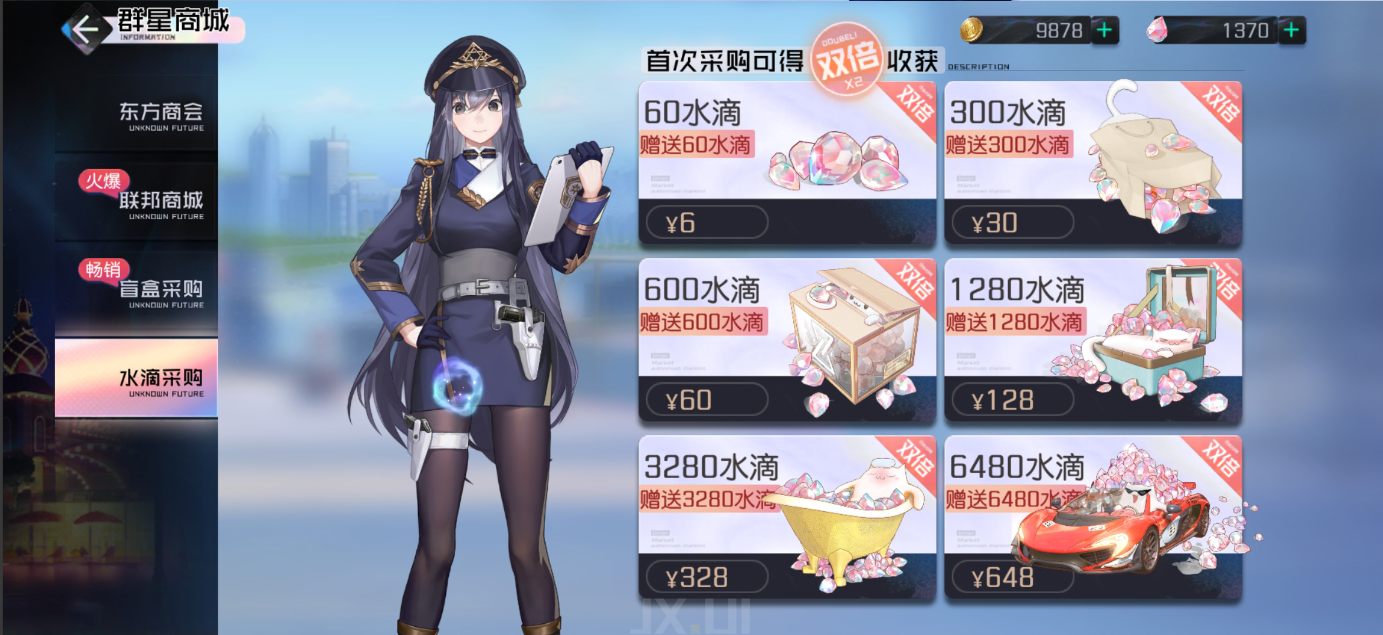 群星商城
INFORMATION
东方商会
UNKNOWN FUTURE
火爆
联邦商城
UNKNOWN FUTURE
畅销
盲盒采购
UNKNOWN FUTURE
水滴采购
UNKNOWN FUTURE
9878 +
1370 +
首次采购可得
DOUBEL!
双倍
X2
收获
DESCRIPTION
60水滴
双倍
赠送60水滴
¥6
300水滴
双倍
赠送300水滴
¥30
600水滴
双倍
赠送600水滴
¥60
1280水滴
双倍
赠送1280水滴
¥128
3280水滴
双倍
赠送3280水滴
¥328
6480水滴
双倍
赠送6480水滴
¥648
JX.UI